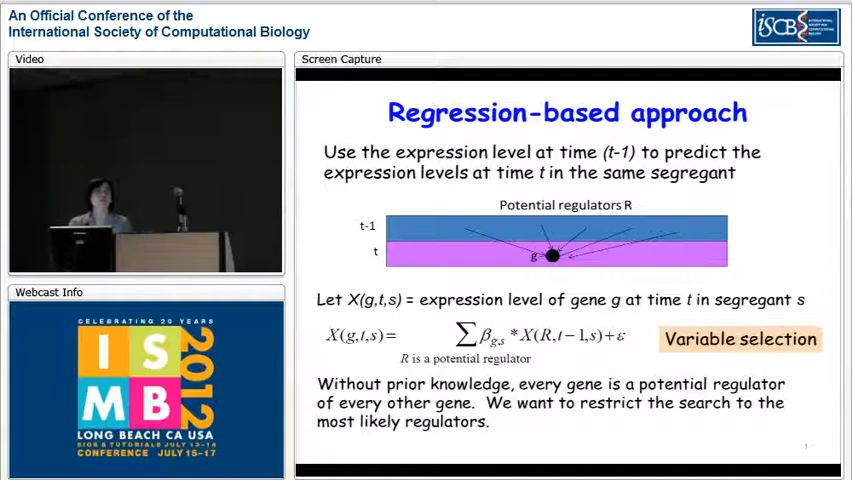 An Official Conference of the
International Society of Computational Biology
ISCB
Video
Screen Capture
Regression-based approach
Use the expression level at time (t-1) to predict the
expression levels at time t in the same segregant
Potential regulators R
t-1
t
g
Let X(g,t,s) = expression level of gene g at time t in segregant s
X(g,t,s) = ∑ β_{g,s} * X(R,t−1,s) + ε
R is a potential regulator
Variable selection
Without prior knowledge, every gene is a potential regulator
of every other gene. We want to restrict the search to the
most likely regulators.
1
Webcast Info
CELEBRATING 20 YEARS
IS
MB
2012
LONG BEACH CA USA
SIGS & TUTORIALS JULY 13-14
CONFERENCE JULY 15-17